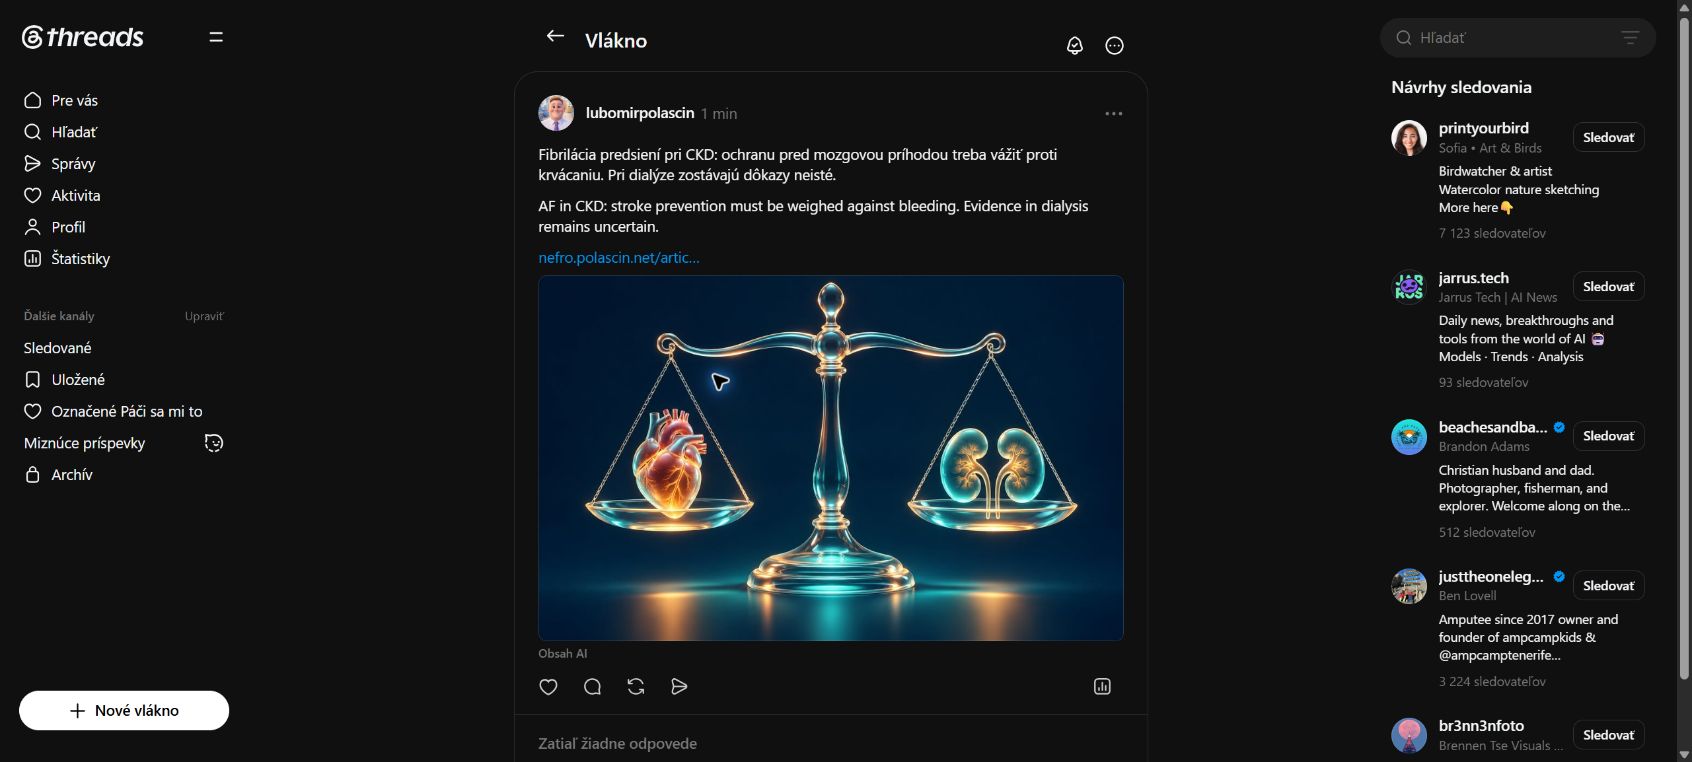 threads
Pre vás
Hľadať
Správy
Aktivita
Profil
Štatistiky
Ďalšie kanály
Upraviť
Sledované
Uložené
Označené Páči sa mi to
Miznúce príspevky
Archív
Nové vlákno
Vlákno
lubomirpolascin 1 min
Fibrilácia predsiení pri CKD: ochranu pred mozgovou príhodou treba vážiť proti
krvácaniu. Pri dialýze zostávajú dôkazy neisté.
AF in CKD: stroke prevention must be weighed against bleeding. Evidence in dialysis
remains uncertain.
nefro.polascin.net/artic...
Obsah AI
Zatiaľ žiadne odpovede
Hľadať
Návrhy sledovania
printyourbird
Sofia • Art & Birds
Sledovať
Birdwatcher & artist
Watercolor nature sketching
More here👇
7 123 sledovateľov
jarrus.tech
Jarrus Tech | AI News
Sledovať
JAR
RUS
Daily news, breakthroughs and
tools from the world of AI 🤖
Models · Trends · Analysis
93 sledovateľov
beachesandba...
Brandon Adams
Sledovať
Christian husband and dad.
Photographer, fisherman, and
explorer. Welcome along on the...
512 sledovateľov
justtheoneleg...
Ben Lovell
Sledovať
Amputee since 2017 owner and
founder of ampcampkids &
@ampcamptenerife...
3 224 sledovateľov
br3nn3nfoto
Brennen Tse Visuals ...
Sledovať